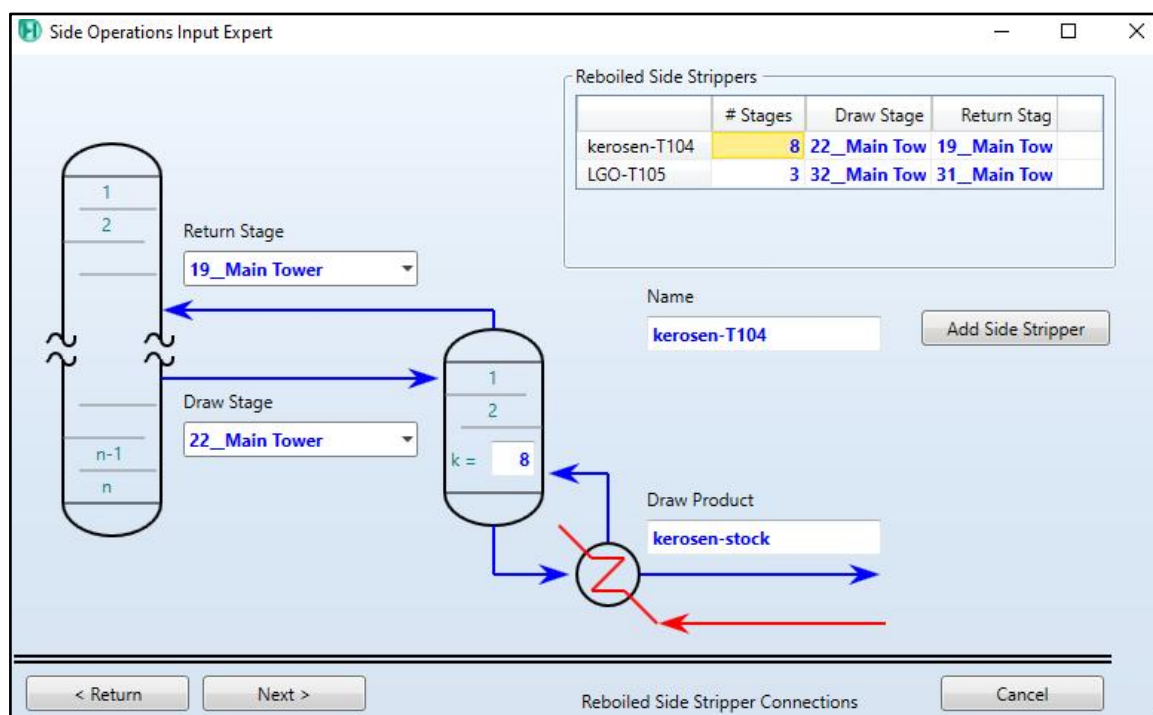 Side Operations Input Expert
Reboiled Side Strippers
# Stages Draw Stage Return Stag
kerosen-T104 8 22__Main Tow 19__Main Tow
LGO-T105 3 32__Main Tow 31__Main Tow
1
2
Return Stage
19__Main Tower
Name
kerosen-T104
Add Side Stripper
Draw Stage
22__Main Tower
n-1
n
1
2
k = 8
Draw Product
kerosen-stock
< Return Next > Reboiled Side Stripper Connections Cancel